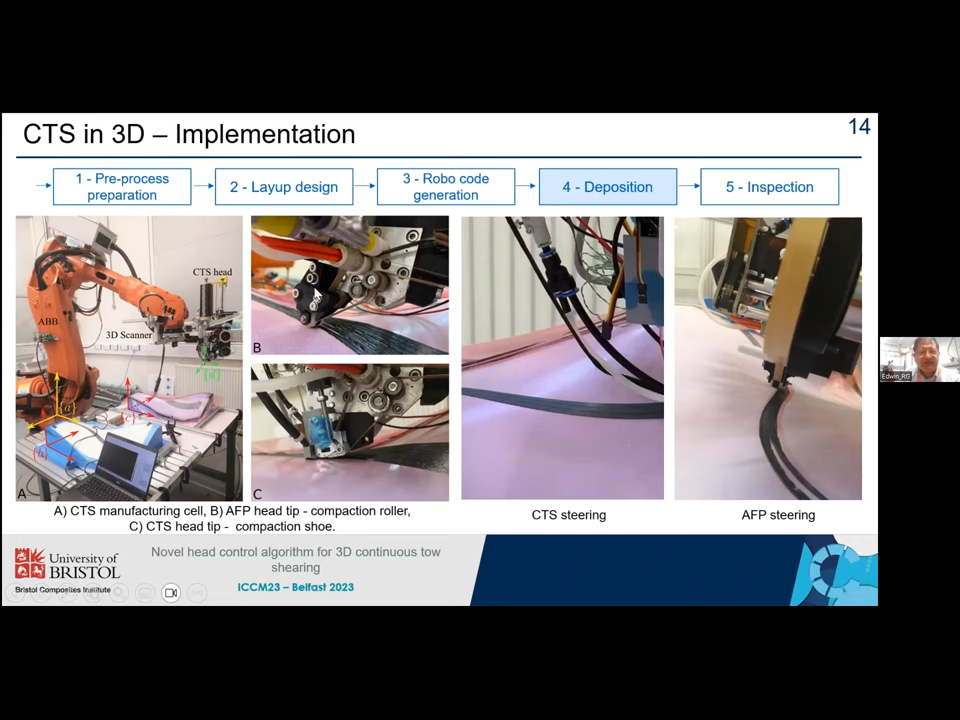 CTS in 3D – Implementation
14
1 - Pre-process
preparation
2 - Layup design
3 - Robo code
generation
4 - Deposition
5 - Inspection
CTS head
ABB
3D Scanner
{a}
{c}
{b}
A
B
C
A) CTS manufacturing cell, B) AFP head tip - compaction roller,
C) CTS head tip - compaction shoe.
CTS steering
AFP steering
University of
BRISTOL
Bristol Composites Institute
Novel head control algorithm for 3D continuous tow
shearing
ICCM23 – Belfast 2023
Edwin_RG